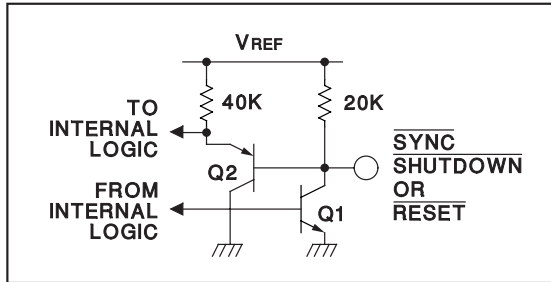 VREF
40K
20K
TO
INTERNAL
LOGIC
Q2
SYNC
SHUTDOWN
OR
RESET
FROM
INTERNAL
LOGIC
Q1